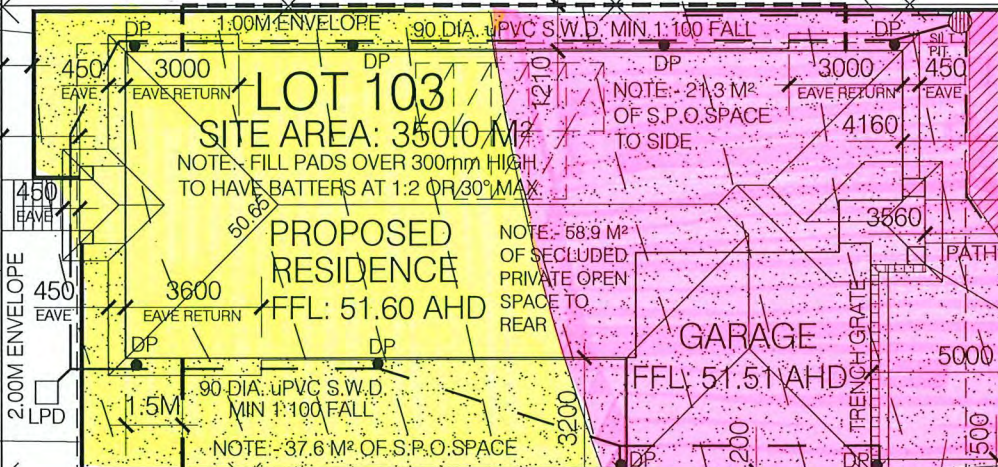 1.00M ENVELOPE
90 DIA. uPVC S.W.D. MIN 1:100 FALL
DP
DP
DP
DP
SILT
PIT
450
EAVE
3000
EAVE RETURN
LOT 103
1210
NOTE:- 21.3 M²
OF S.P.O.SPACE
TO SIDE
3000
EAVE RETURN
450
EAVE
SITE AREA: 350.0 M²
4160
NOTE:- FILL PADS OVER 300mm HIGH
TO HAVE BATTERS AT 1:2 OR 30° MAX
450
EAVE
50.65
PROPOSED
RESIDENCE
FFL: 51.60 AHD
NOTE:- 58.9 M²
OF SECLUDED
PRIVATE OPEN
SPACE TO
REAR
3560
PATH
2.00M ENVELOPE
450
EAVE
3600
EAVE RETURN
GARAGE
FFL: 51.51 AHD
TRENCH GRATE
5000
DP
DP
LPD
1.5M
90 DIA. uPVC S.W.D.
MIN 1:100 FALL
3200
NOTE:- 37.6 M² OF S.P.O.SPACE
DP
DP